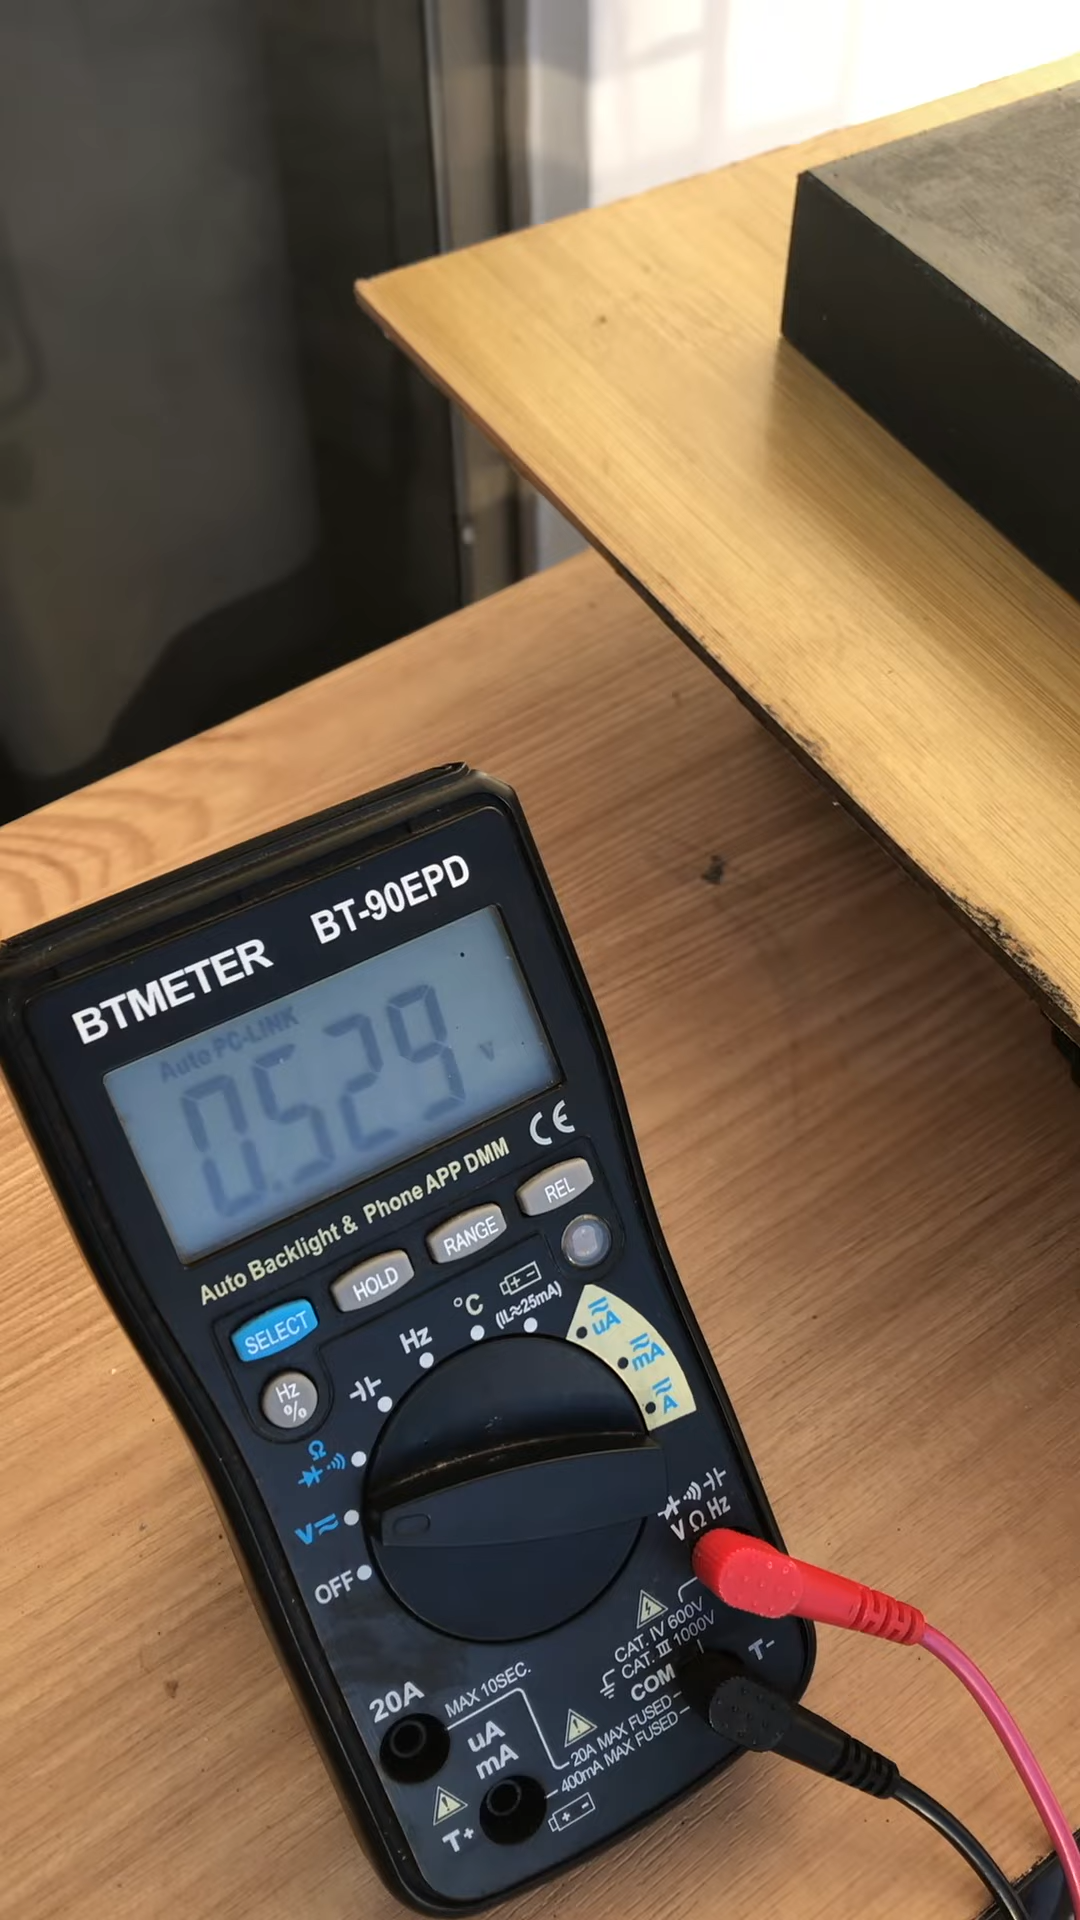 BTMETER BT-90EPD
Auto PC-LINK
0.529 V
CE
Auto Backlight & Phone APP DMM
SELECT HOLD RANGE REL
Hz %
Hz
°C
(IL≈25mA)
uA
mA
A
Ω
V
OFF
V Ω Hz
CAT. IV 600V
CAT. III 1000V
COM
T-
20A MAX FUSED
400mA MAX FUSED
20A
MAX 10SEC.
uA
mA
T+